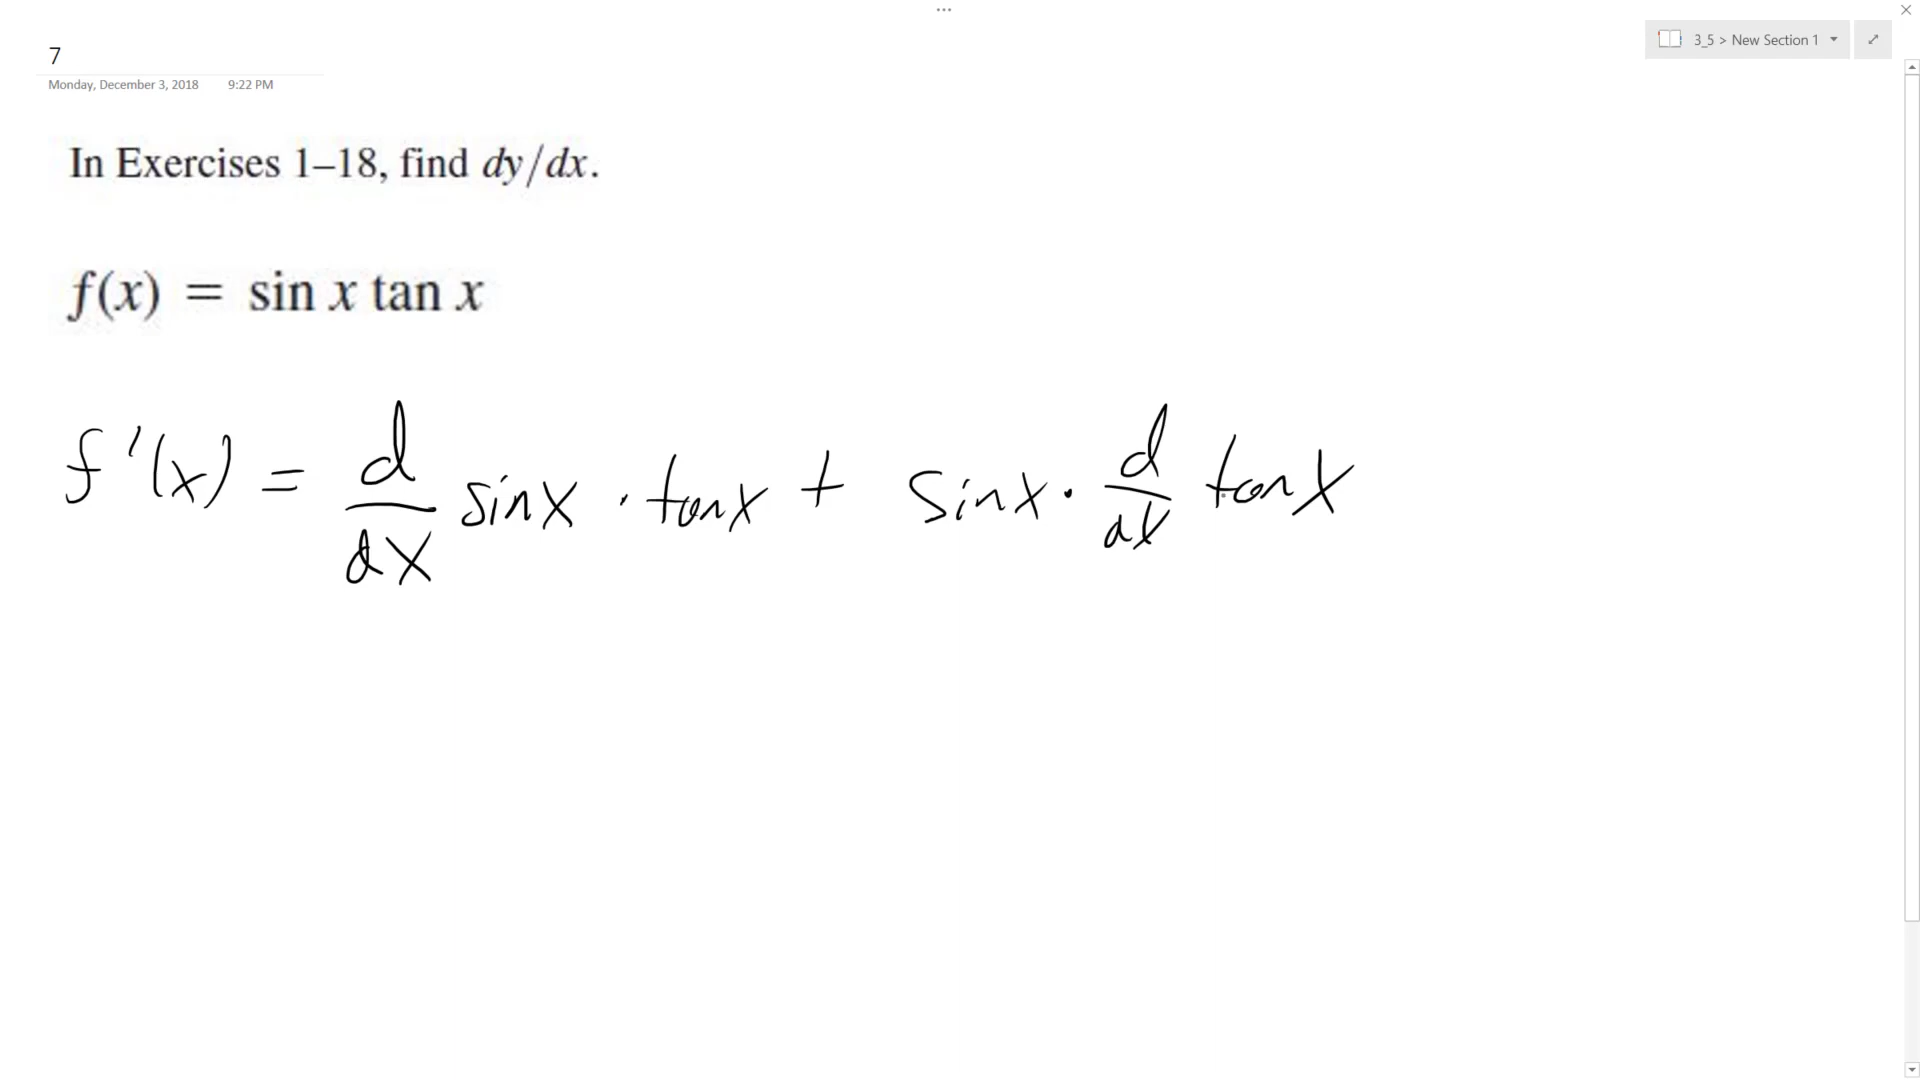 ...
3_5 > New Section 1
7
Monday, December 3, 2018 9:22 PM
In Exercises 1–18, find dy/dx.
f(x) = sin x tan x
f'(x) = d/dx sinx · tanx + sinx · d/dx tanx